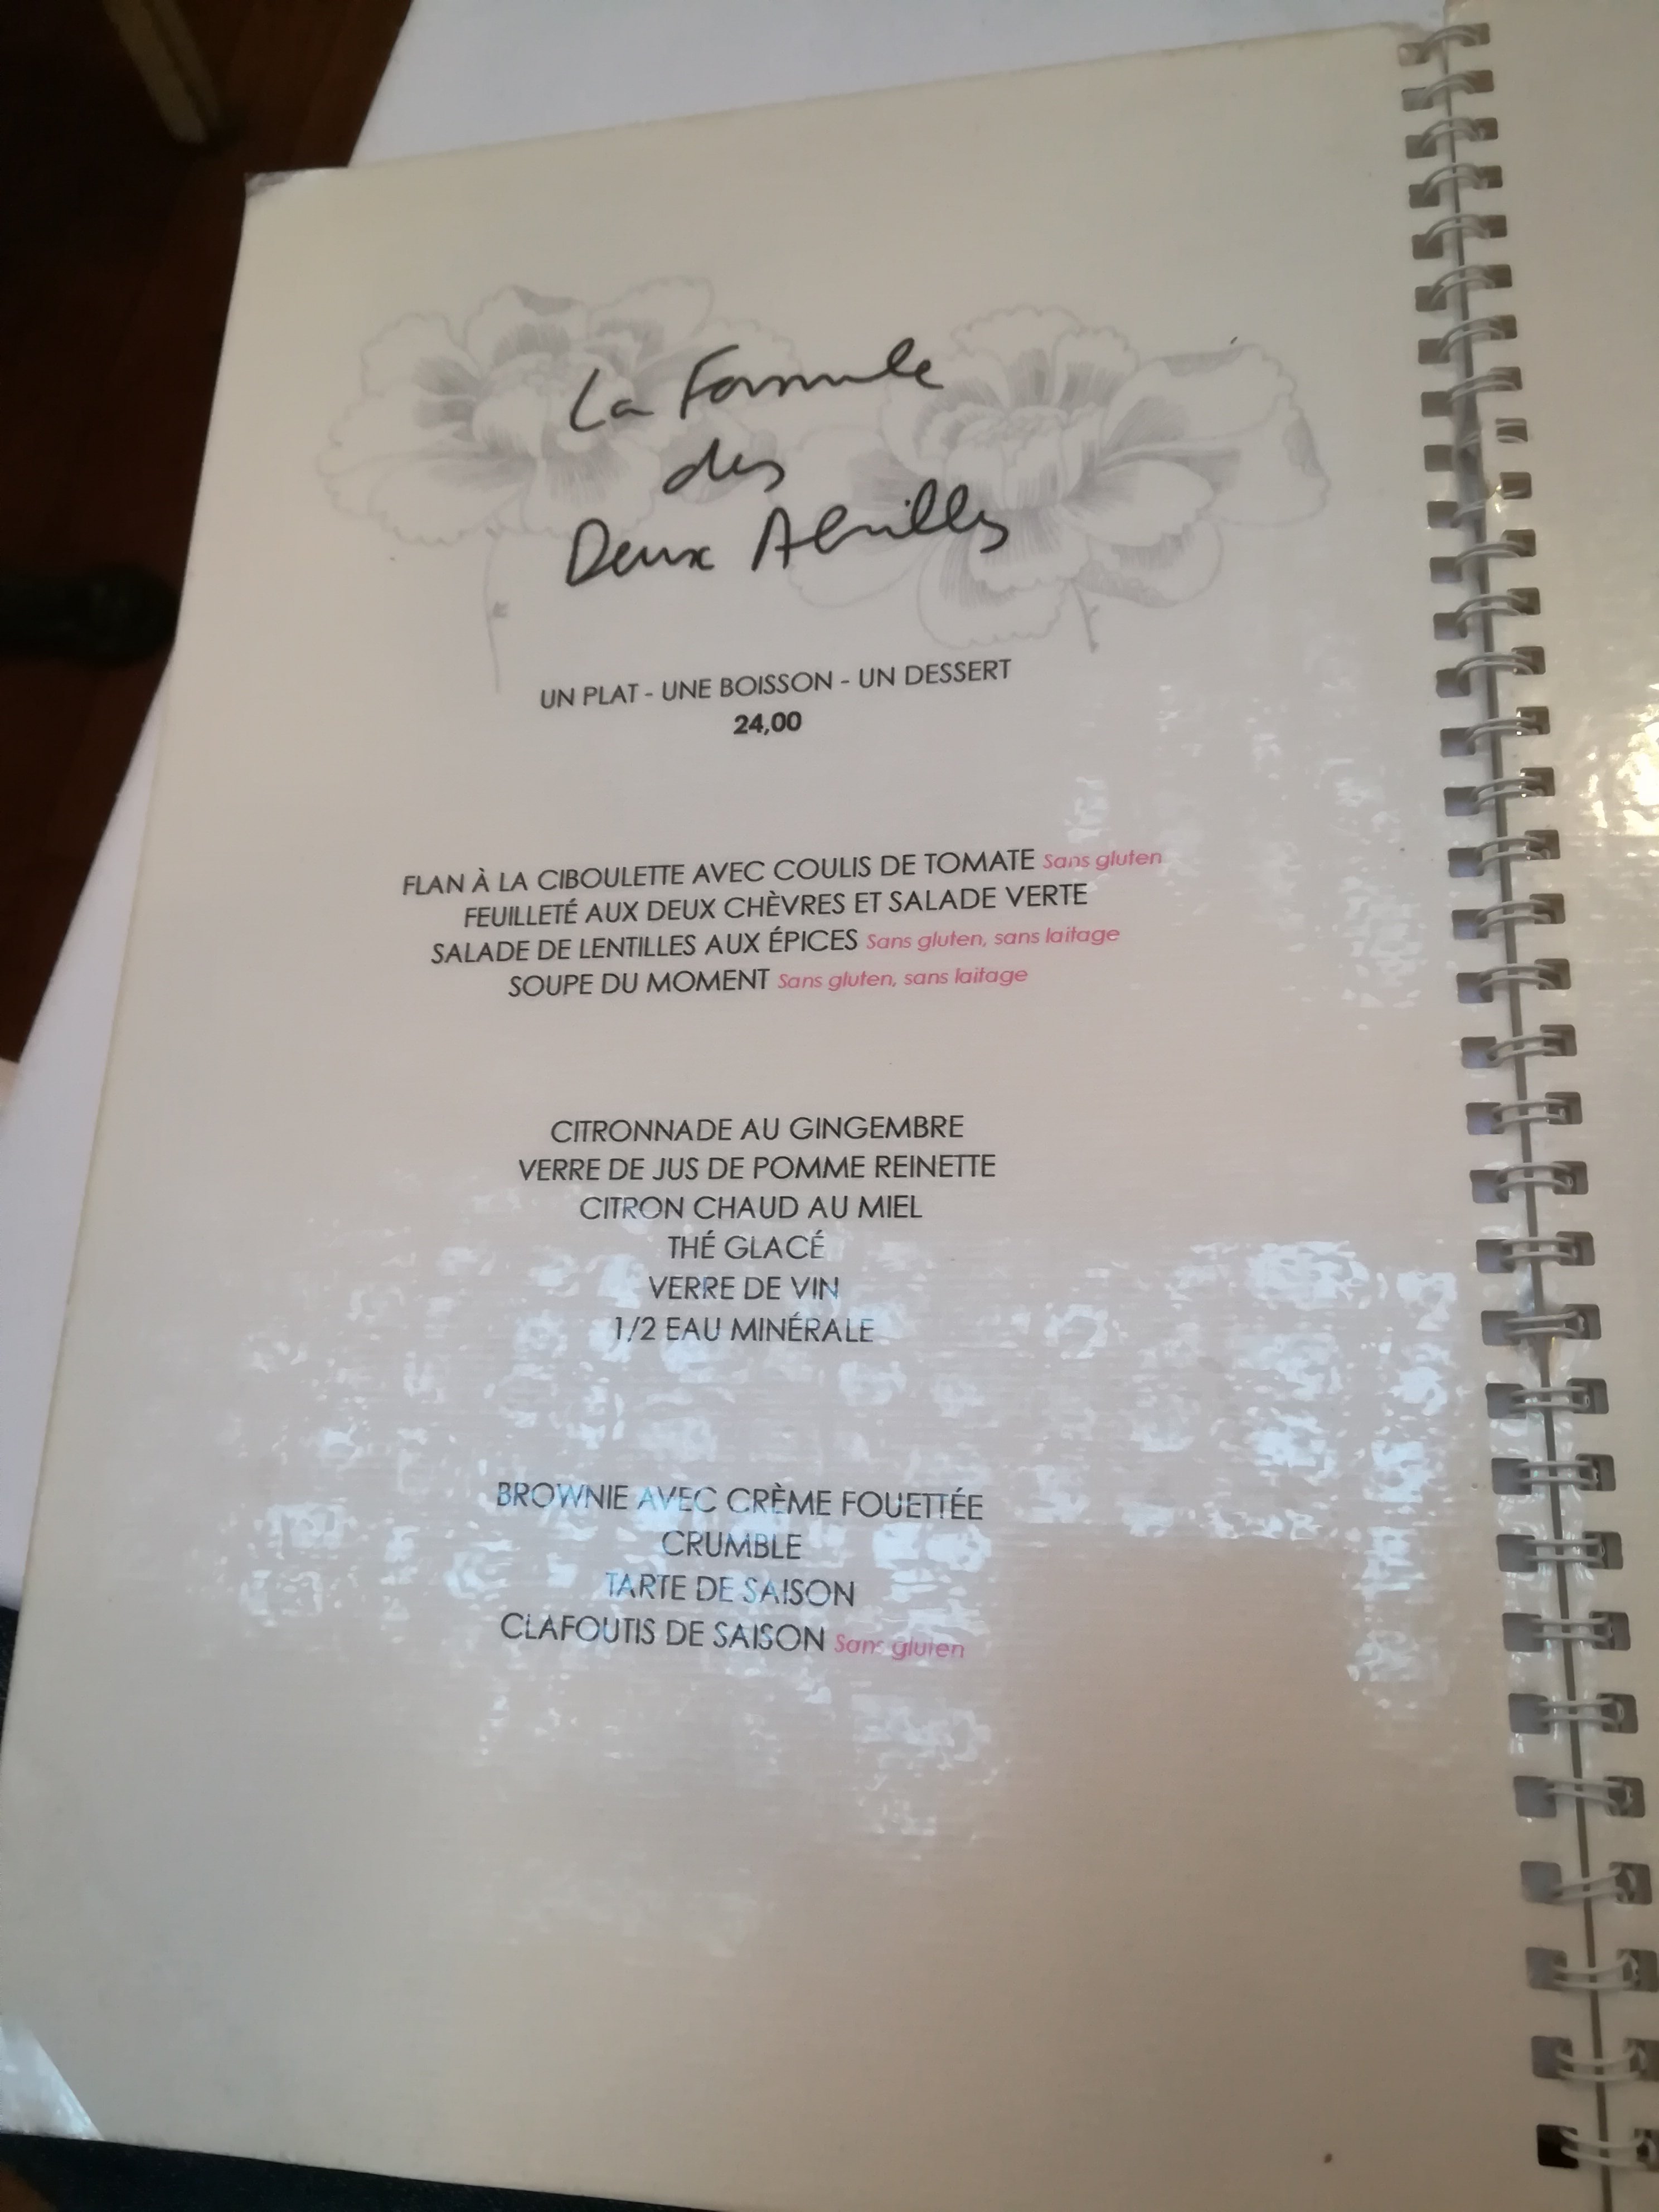 La Formule
des
Deux Abeilles
UN PLAT - UNE BOISSON - UN DESSERT
24,00
FLAN À LA CIBOULETTE AVEC COULIS DE TOMATE Sans gluten
FEUILLETÉ AUX DEUX CHÈVRES ET SALADE VERTE
SALADE DE LENTILLES AUX ÉPICES Sans gluten, sans laitage
SOUPE DU MOMENT Sans gluten, sans laitage
CITRONNADE AU GINGEMBRE
VERRE DE JUS DE POMME REINETTE
CITRON CHAUD AU MIEL
THÉ GLACÉ
VERRE DE VIN
1/2 EAU MINÉRALE
BROWNIE AVEC CRÈME FOUETTÉE
CRUMBLE
TARTE DE SAISON
CLAFOUTIS DE SAISON Sans gluten